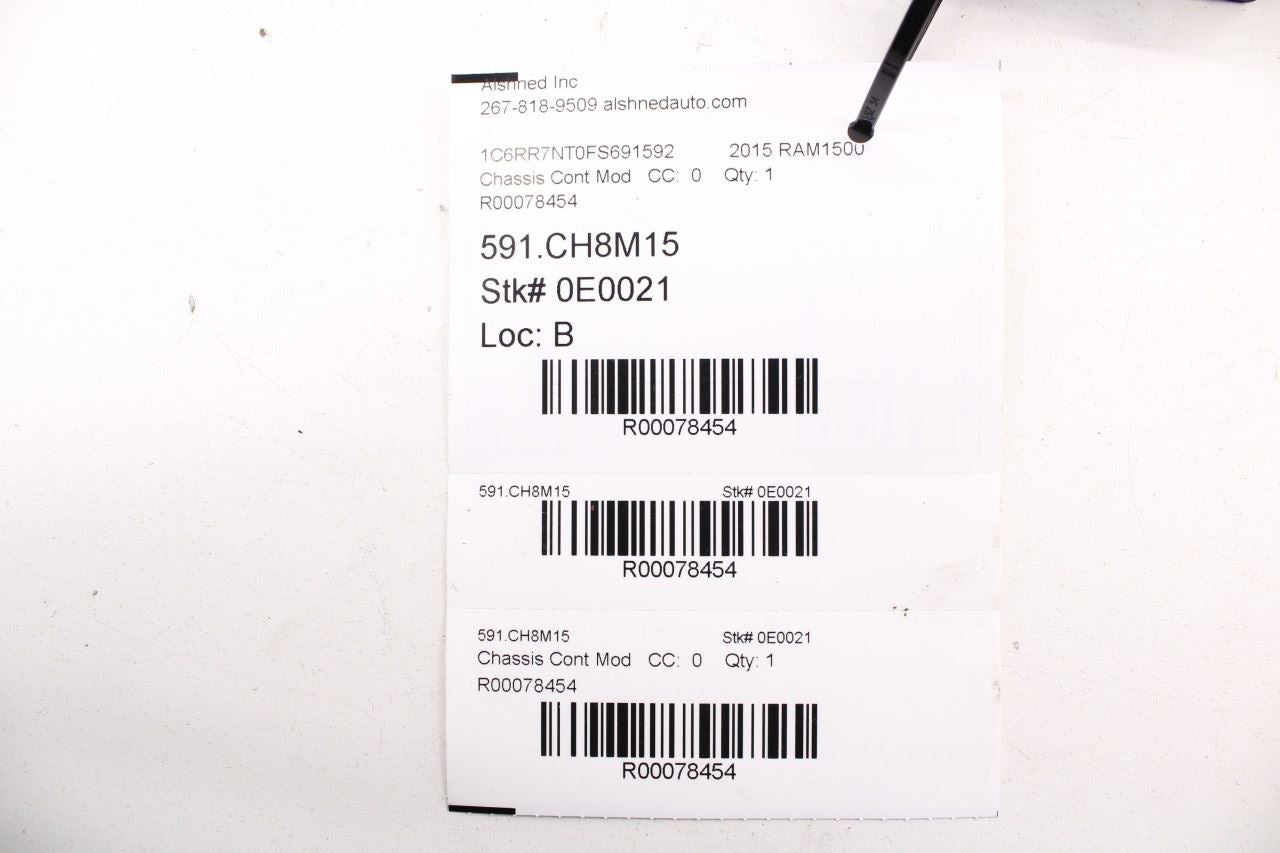 Alshned Inc
267-818-9509 alshnedauto.com
1C6RR7NT0FS691592 2015 RAM1500
Chassis Cont Mod CC: 0 Qty: 1
R00078454
591.CH8M15
Stk# 0E0021
Loc: B
R00078454
591.CH8M15 Stk# 0E0021
R00078454
591.CH8M15 Stk# 0E0021
Chassis Cont Mod CC: 0 Qty: 1
R00078454
R00078454